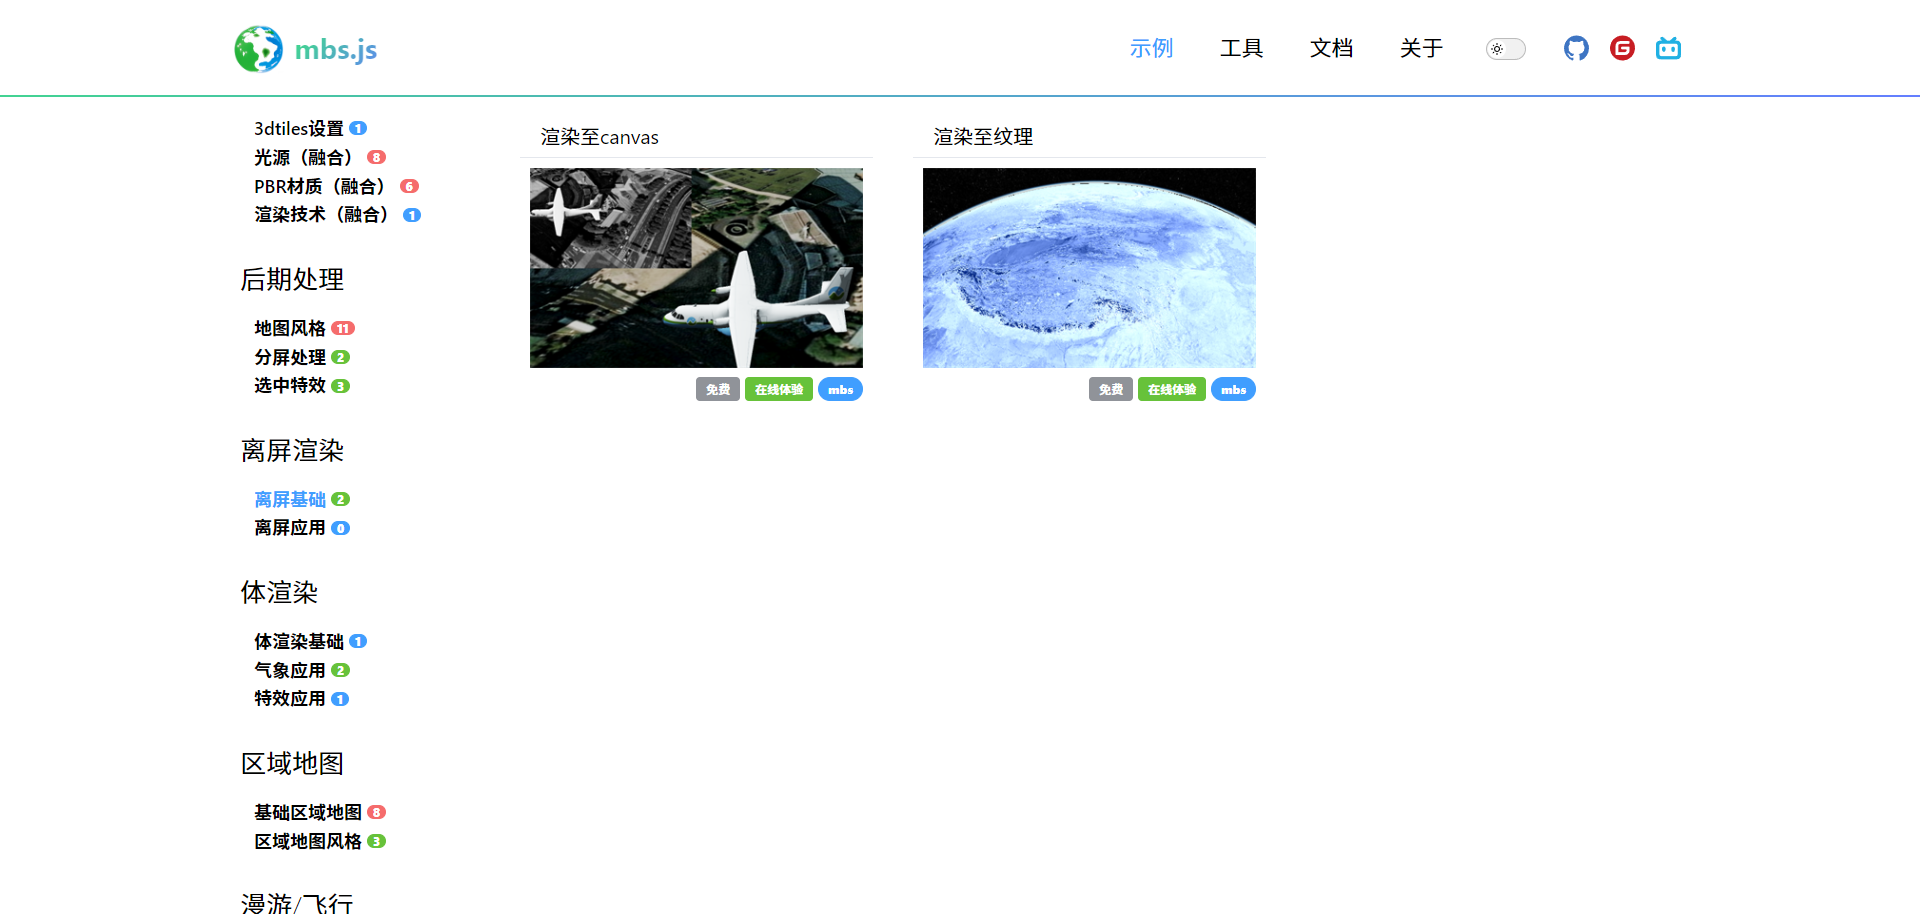 mbs.js
示例
工具
文档
关于
3dtiles设置 1
光源（融合） 8
PBR材质（融合） 6
渲染技术（融合） 1
后期处理
地图风格 11
分屏处理 2
选中特效 3
离屏渲染
离屏基础 2
离屏应用 0
体渲染
体渲染基础 1
气象应用 2
特效应用 1
区域地图
基础区域地图 8
区域地图风格 3
漫游/飞行
渲染至canvas
免费 在线体验 mbs
渲染至纹理
免费 在线体验 mbs